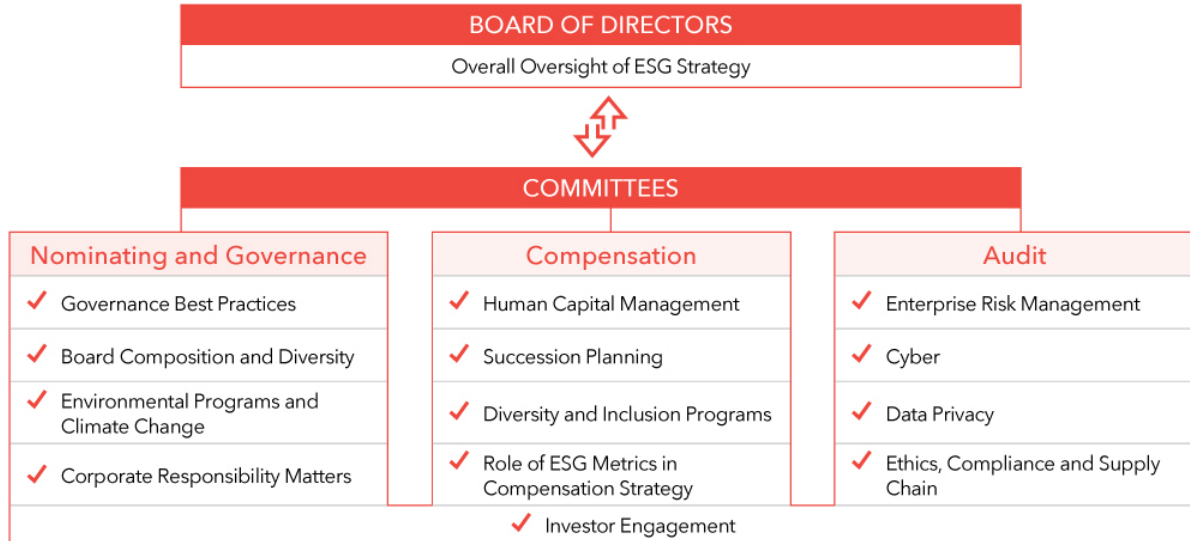 BOARD OF DIRECTORS
Overall Oversight of ESG Strategy
COMMITTEES
Nominating and Governance
Governance Best Practices
Board Composition and Diversity
Environmental Programs and
Climate Change
Corporate Responsibility Matters
Compensation
Human Capital Management
Succession Planning
Diversity and Inclusion Programs
Role of ESG Metrics in
Compensation Strategy
Audit
Enterprise Risk Management
Cyber
Data Privacy
Ethics, Compliance and Supply
Chain
Investor Engagement